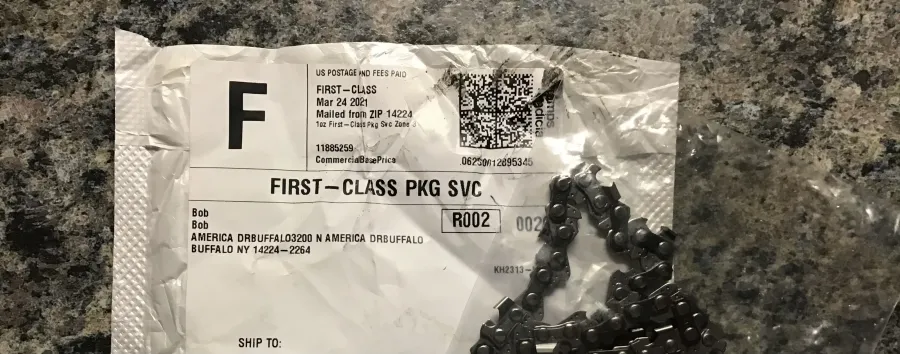 F
US POSTAGE AND FEES PAID
FIRST-CLASS
Mar 24 2021
Mailed from ZIP 14224
1oz First-Class Pkg Svc Zone
11885259
CommercialBasePrice
FIRST-CLASS PKG SVC
Bob
Bob
AMERICA DRBUFFALO3200 N AMERICA DRBUFFALO
BUFFALO NY 14224-2264
R002
KH2313-
SHIP TO: